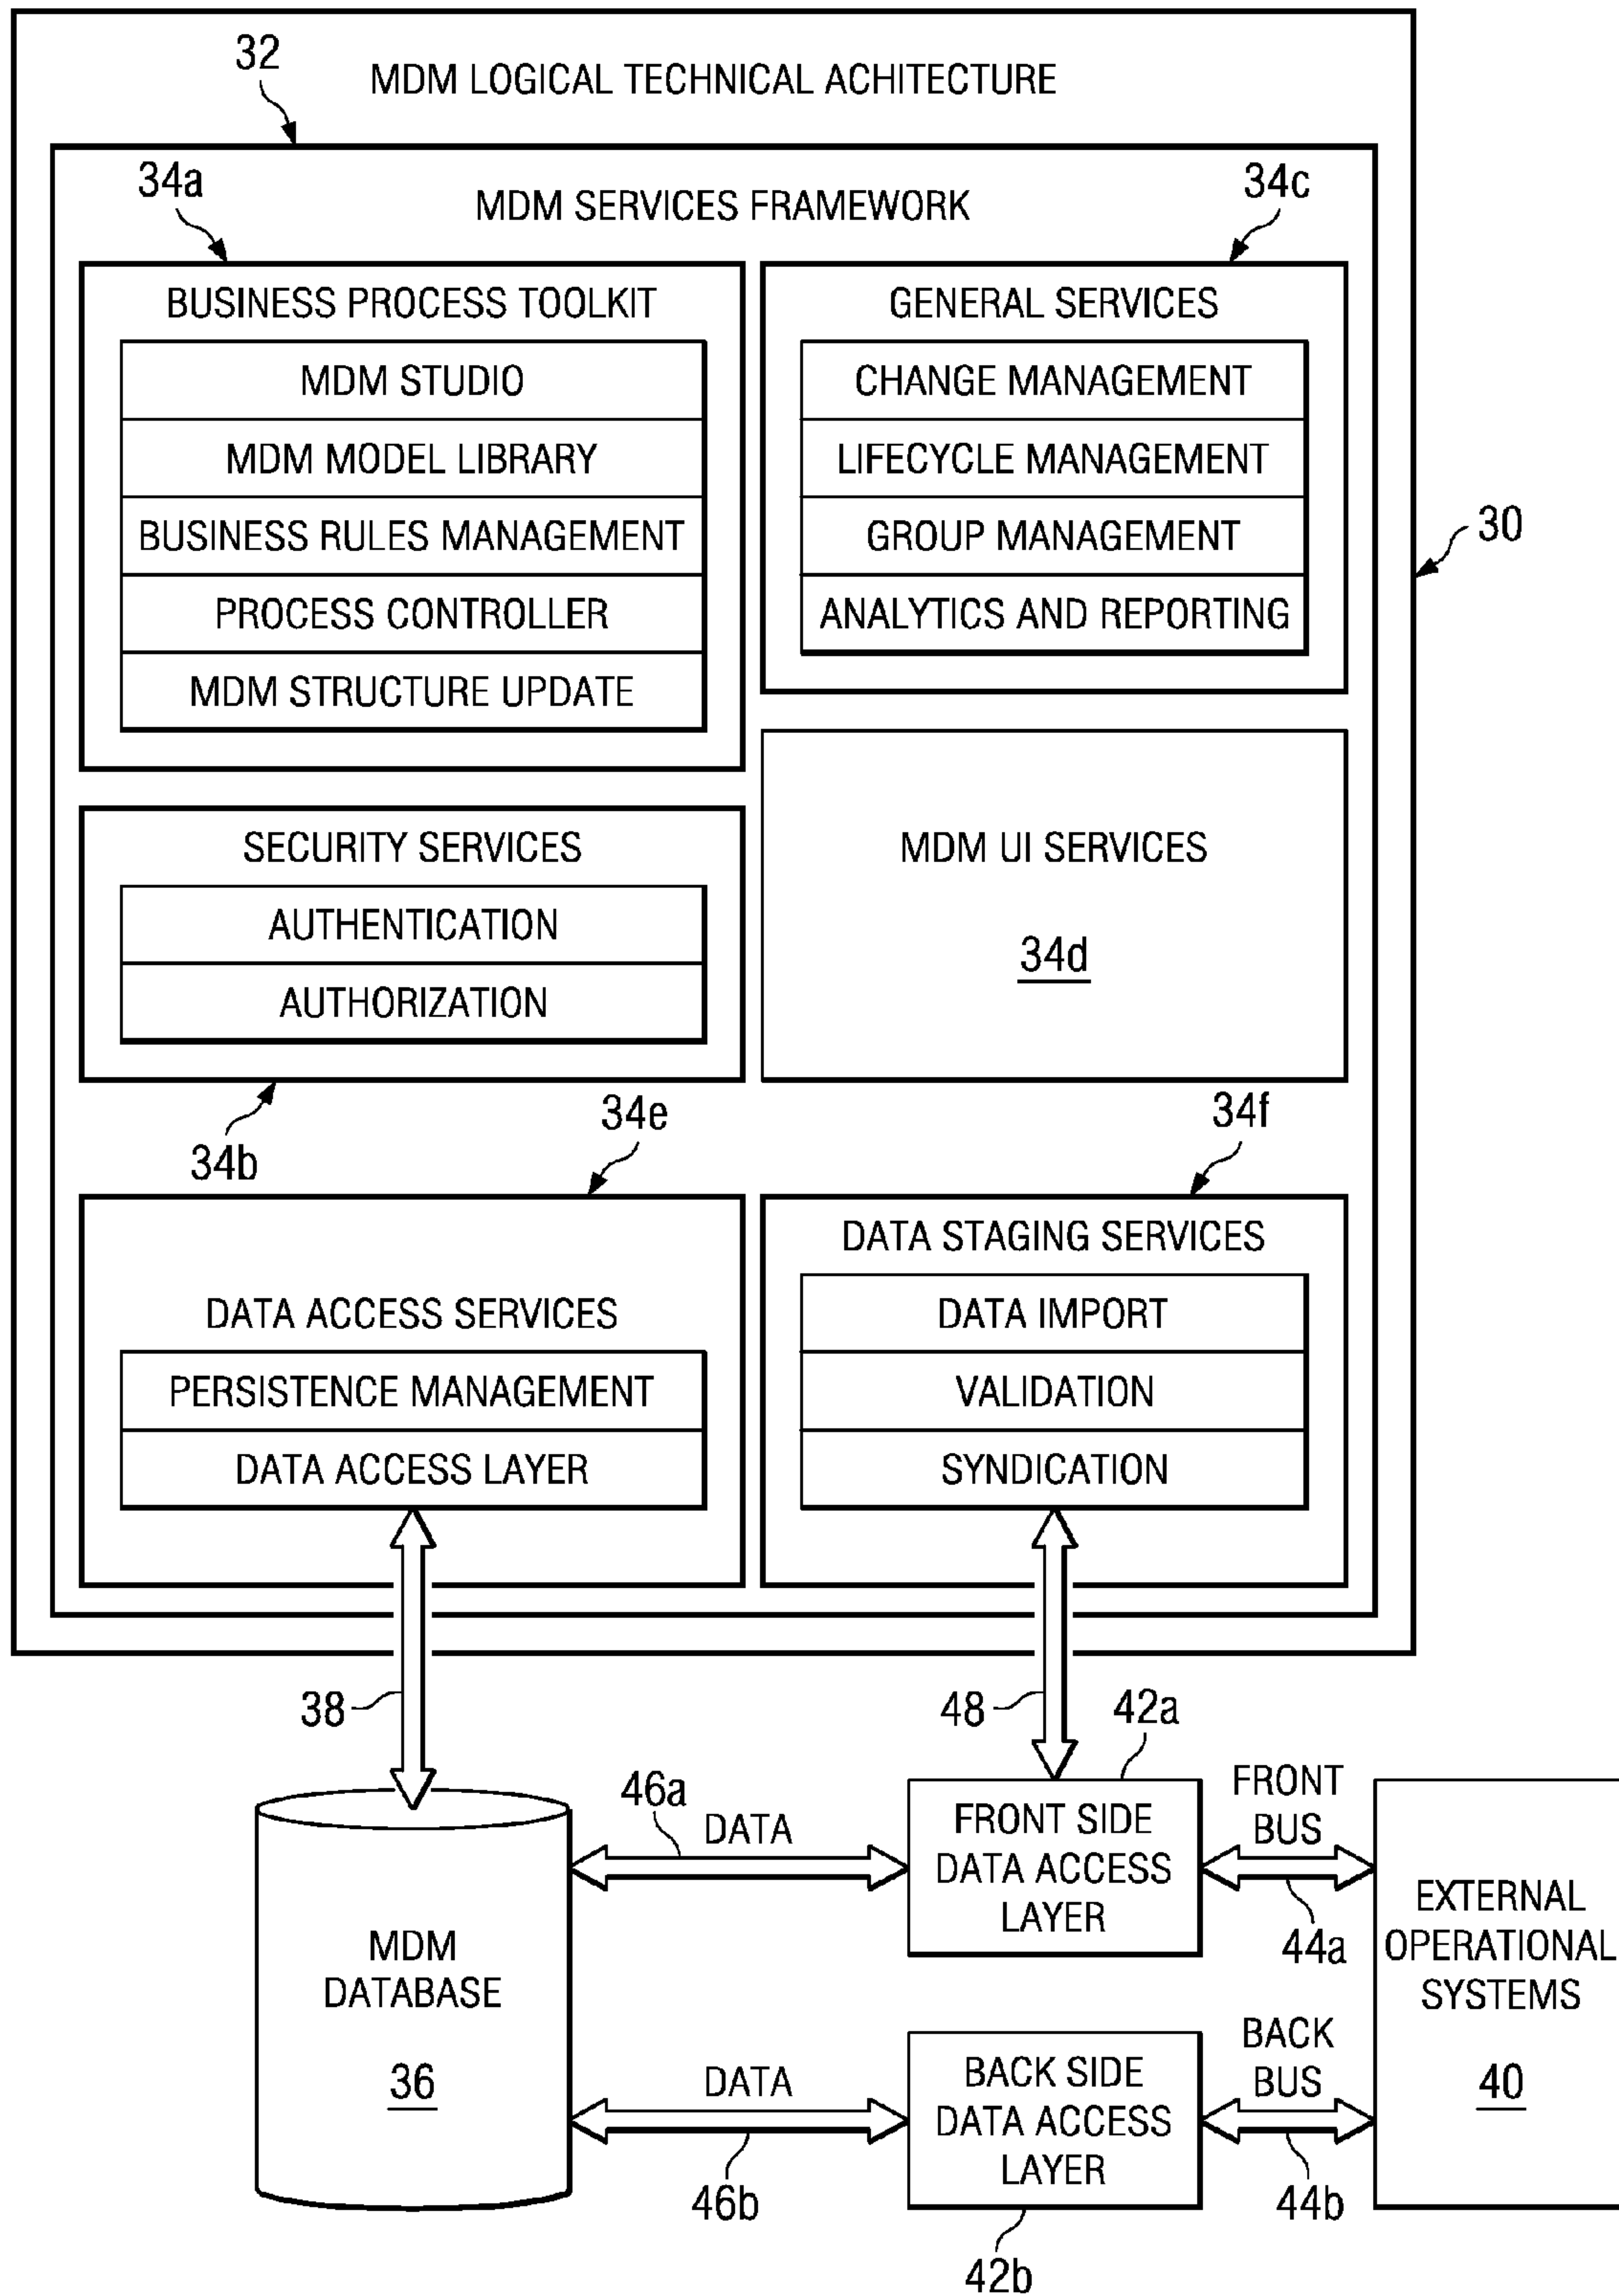 32
MDM LOGICAL TECHNICAL ACHITECTURE
34a
MDM SERVICES FRAMEWORK
34c
BUSINESS PROCESS TOOLKIT
MDM STUDIO
MDM MODEL LIBRARY
BUSINESS RULES MANAGEMENT
PROCESS CONTROLLER
MDM STRUCTURE UPDATE
GENERAL SERVICES
CHANGE MANAGEMENT
LIFECYCLE MANAGEMENT
GROUP MANAGEMENT
ANALYTICS AND REPORTING
30
SECURITY SERVICES
AUTHENTICATION
AUTHORIZATION
34b
MDM UI SERVICES
34d
34e
34f
DATA ACCESS SERVICES
PERSISTENCE MANAGEMENT
DATA ACCESS LAYER
DATA STAGING SERVICES
DATA IMPORT
VALIDATION
SYNDICATION
38
48
42a
46a
DATA
FRONT SIDE
DATA ACCESS
LAYER
FRONT
BUS
44a
EXTERNAL
OPERATIONAL
SYSTEMS
40
MDM
DATABASE
36
DATA
46b
BACK SIDE
DATA ACCESS
LAYER
42b
BACK
BUS
44b